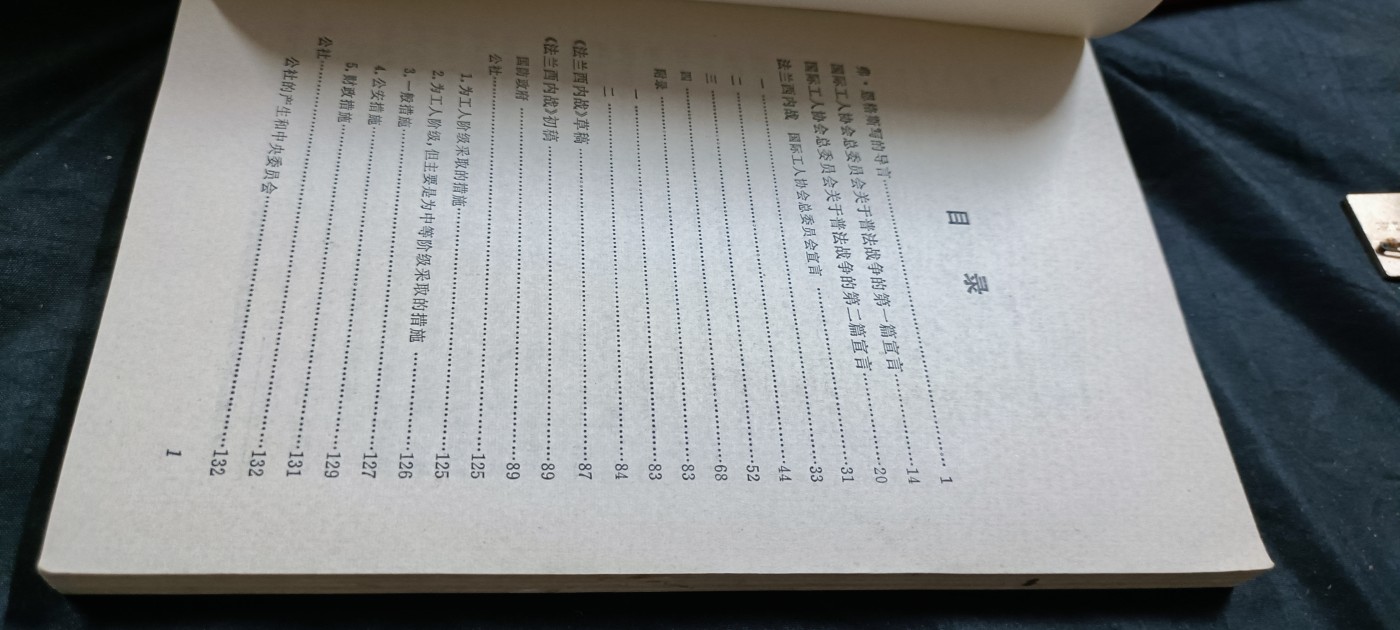 目 录
弗·恩格斯写的导言……1
国际工人协会总委员会关于普法战争的第一篇宣言……14
国际工人协会总委员会关于普法战争的第二篇宣言……20
法兰西内战 国际工人协会总委员会宣言……31
一……33
二……44
三……52
四……68
附录……83
一……83
二……84
《法兰西内战》草稿……87
《法兰西内战》初稿……89
国防政府……89
公社……125
1.为工人阶级采取的措施……125
2.为工人阶级,但主要是为中等阶级采取的措施……126
3.一般措施……127
4.公安措施……129
5.财政措施……131
公社……132
公社的产生和中央委员会……132
1